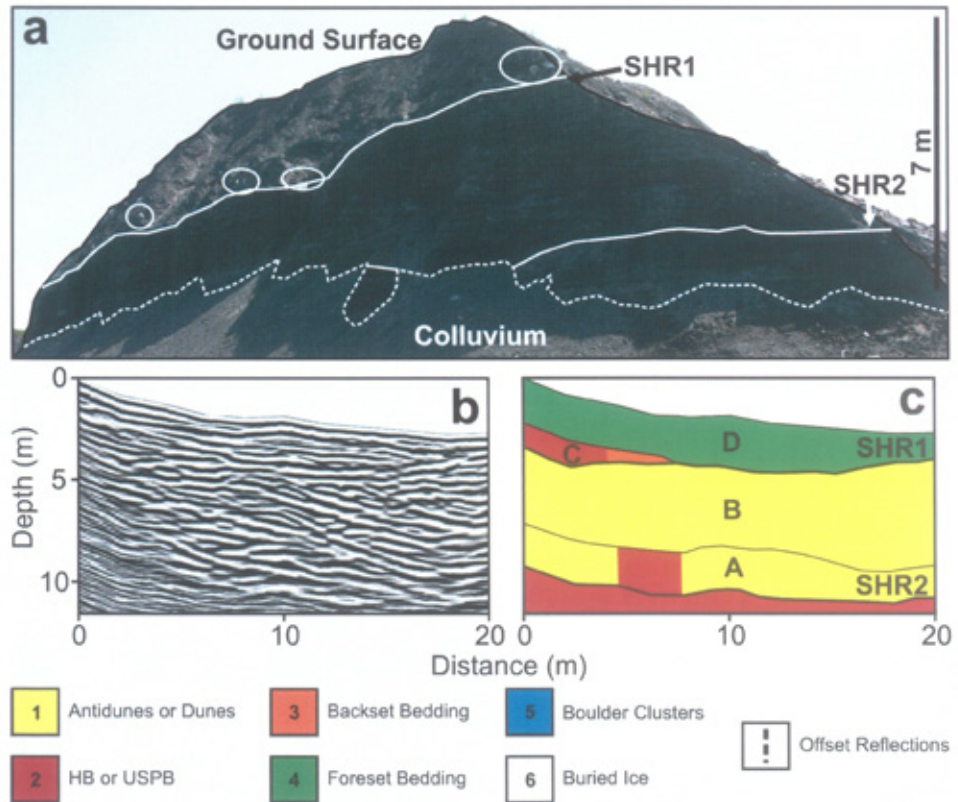 a
Ground Surface
SHR1
7 m
SHR2
Colluvium
0
5
10
Depth (m)
b
c
D
C
SHR1
B
A
SHR2
0 10 20 0 10 20
Distance (m)
1 Antidunes or Dunes 3 Backset Bedding 5 Boulder Clusters
Offset Reflections
2 HB or USPB 4 Foreset Bedding 6 Buried Ice